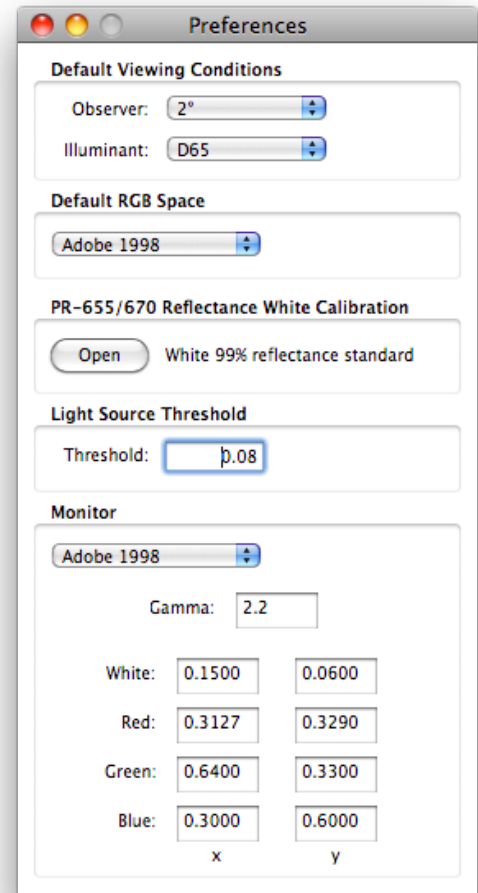 Preferences
Default Viewing Conditions
Observer: 2°
Illuminant: D65
Default RGB Space
Adobe 1998
PR-655/670 Reflectance White Calibration
Open White 99% reflectance standard
Light Source Threshold
Threshold: 0.08
Monitor
Adobe 1998
Gamma: 2.2
White: 0.1500 0.0600
Red: 0.3127 0.3290
Green: 0.6400 0.3300
Blue: 0.3000 0.6000
x y